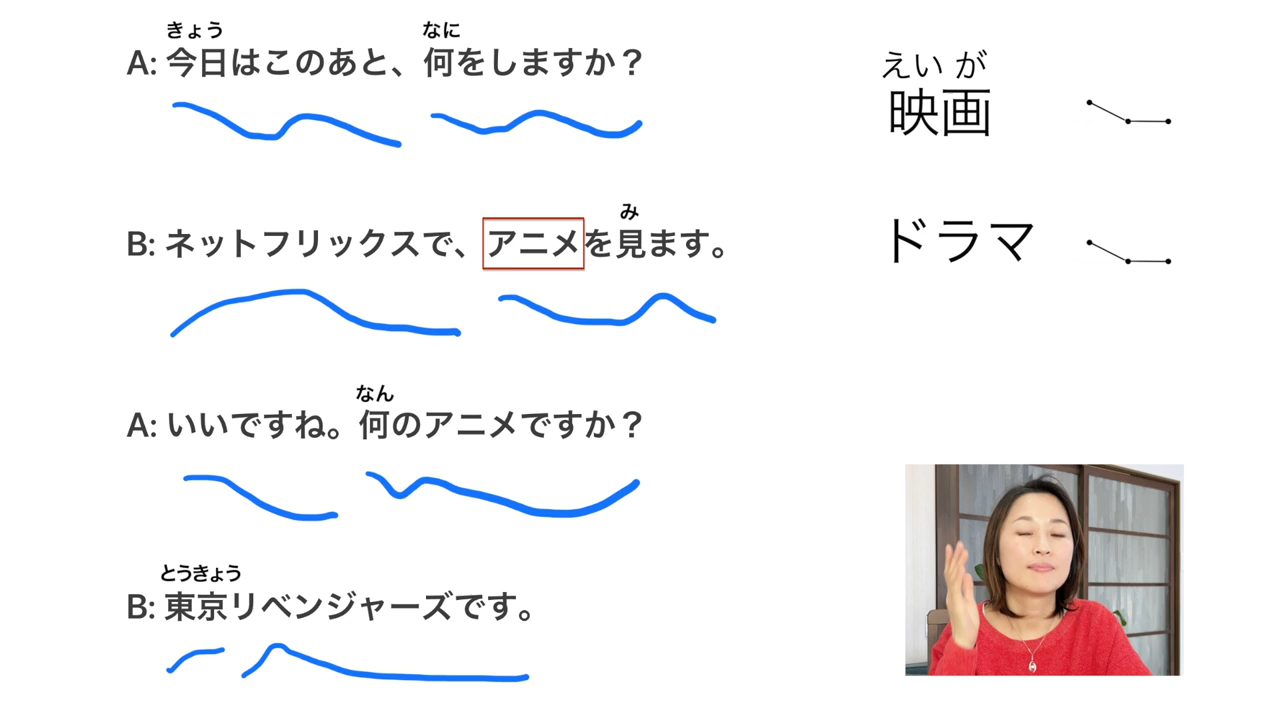 きょう なに
A: 今日はこのあと、何をしますか？
み
B: ネットフリックスで、アニメを見ます。
なん
A: いいですね。何のアニメですか？
とうきょう
B: 東京リベンジャーズです。
えい が
映画
ドラマ